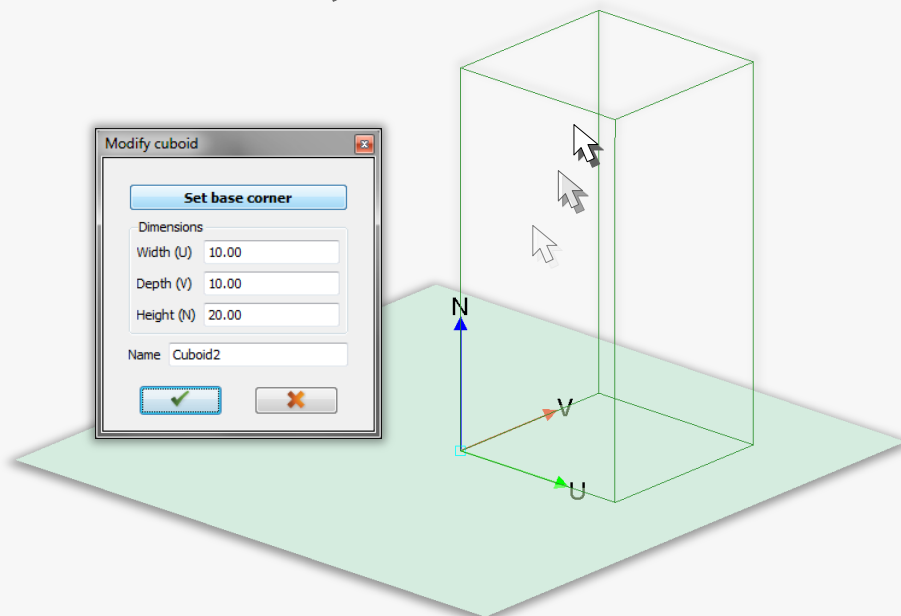 Modify cuboid
Set base corner
Dimensions
Width (U) 10.00
Depth (V) 10.00
Height (N) 20.00
Name Cuboid2
N
V
U